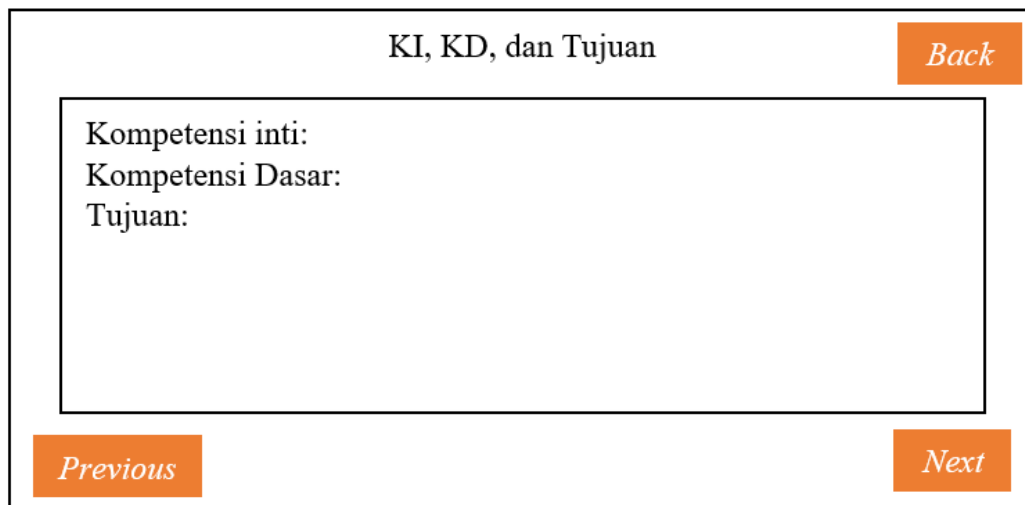 KI, KD, dan Tujuan
Back
Kompetensi inti:
Kompetensi Dasar:
Tujuan:
Previous
Next